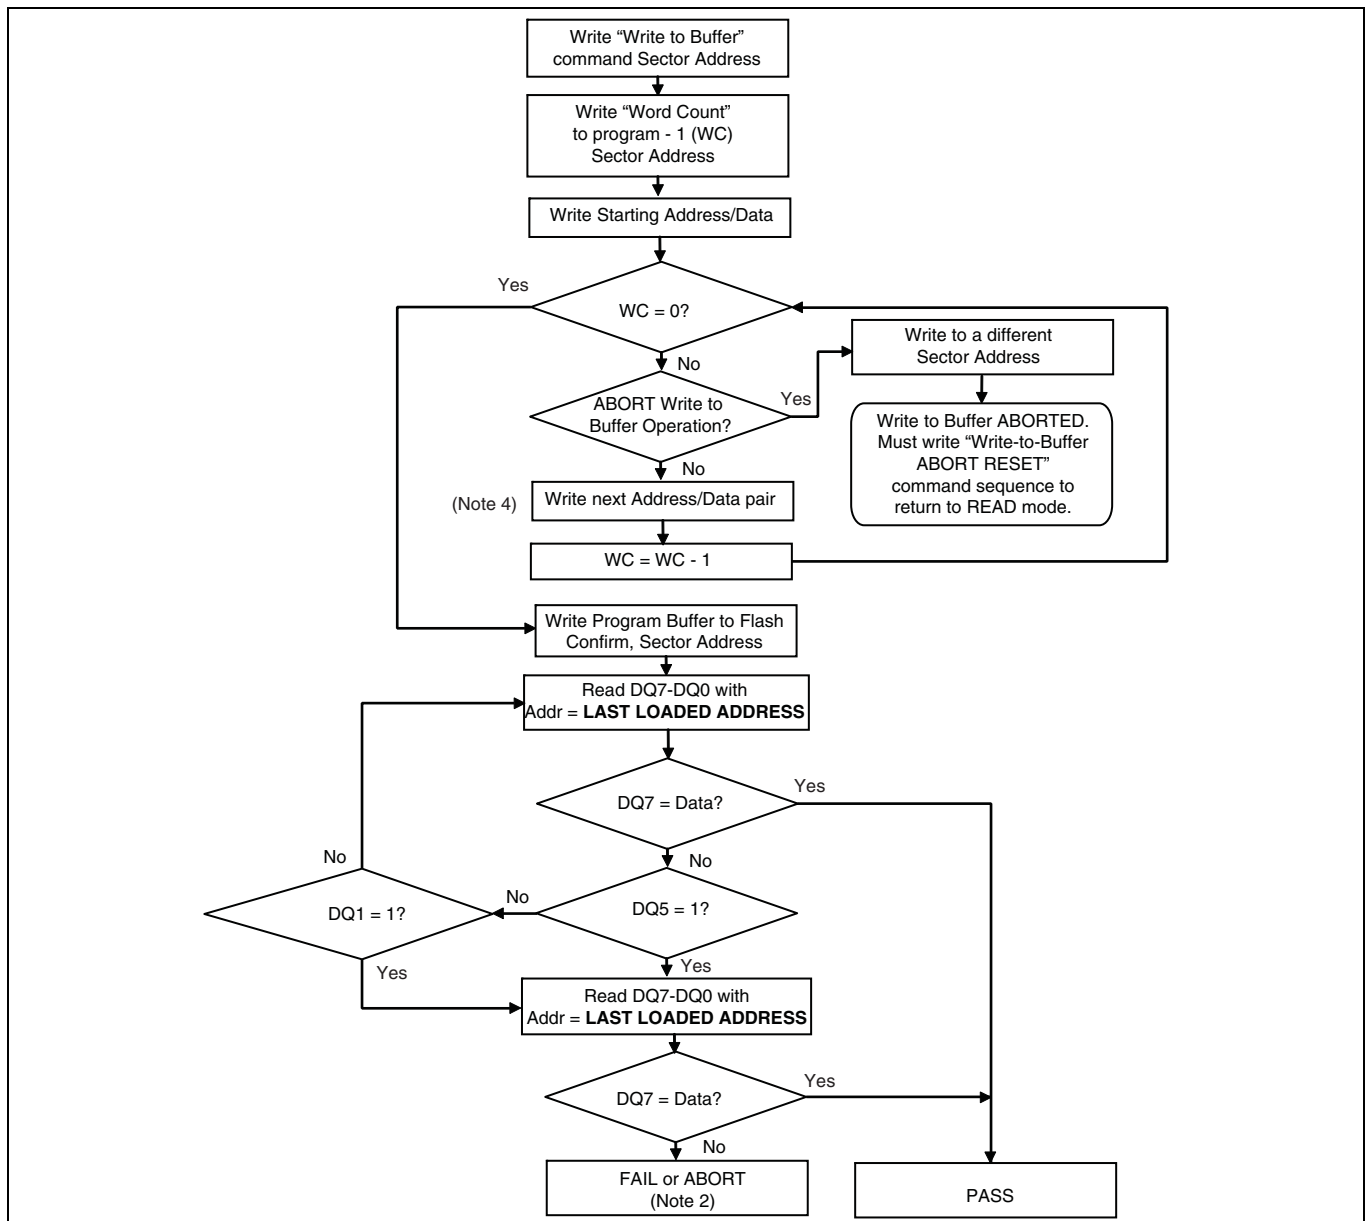 Write “Write to Buffer”
command Sector Address
Write “Word Count”
to program - 1 (WC)
Sector Address
Write Starting Address/Data
Yes
WC = 0?
No
Write to a different
Sector Address
ABORT Write to
Buffer Operation?
Yes
Write to Buffer ABORTED.
Must write “Write-to-Buffer
ABORT RESET”
command sequence to
return to READ mode.
No
(Note 4)
Write next Address/Data pair
WC = WC - 1
Write Program Buffer to Flash
Confirm, Sector Address
Read DQ7-DQ0 with
Addr = LAST LOADED ADDRESS
DQ7 = Data?
Yes
No
No
DQ1 = 1?
No
DQ5 = 1?
Yes
Yes
Read DQ7-DQ0 with
Addr = LAST LOADED ADDRESS
DQ7 = Data?
Yes
No
FAIL or ABORT
(Note 2)
PASS